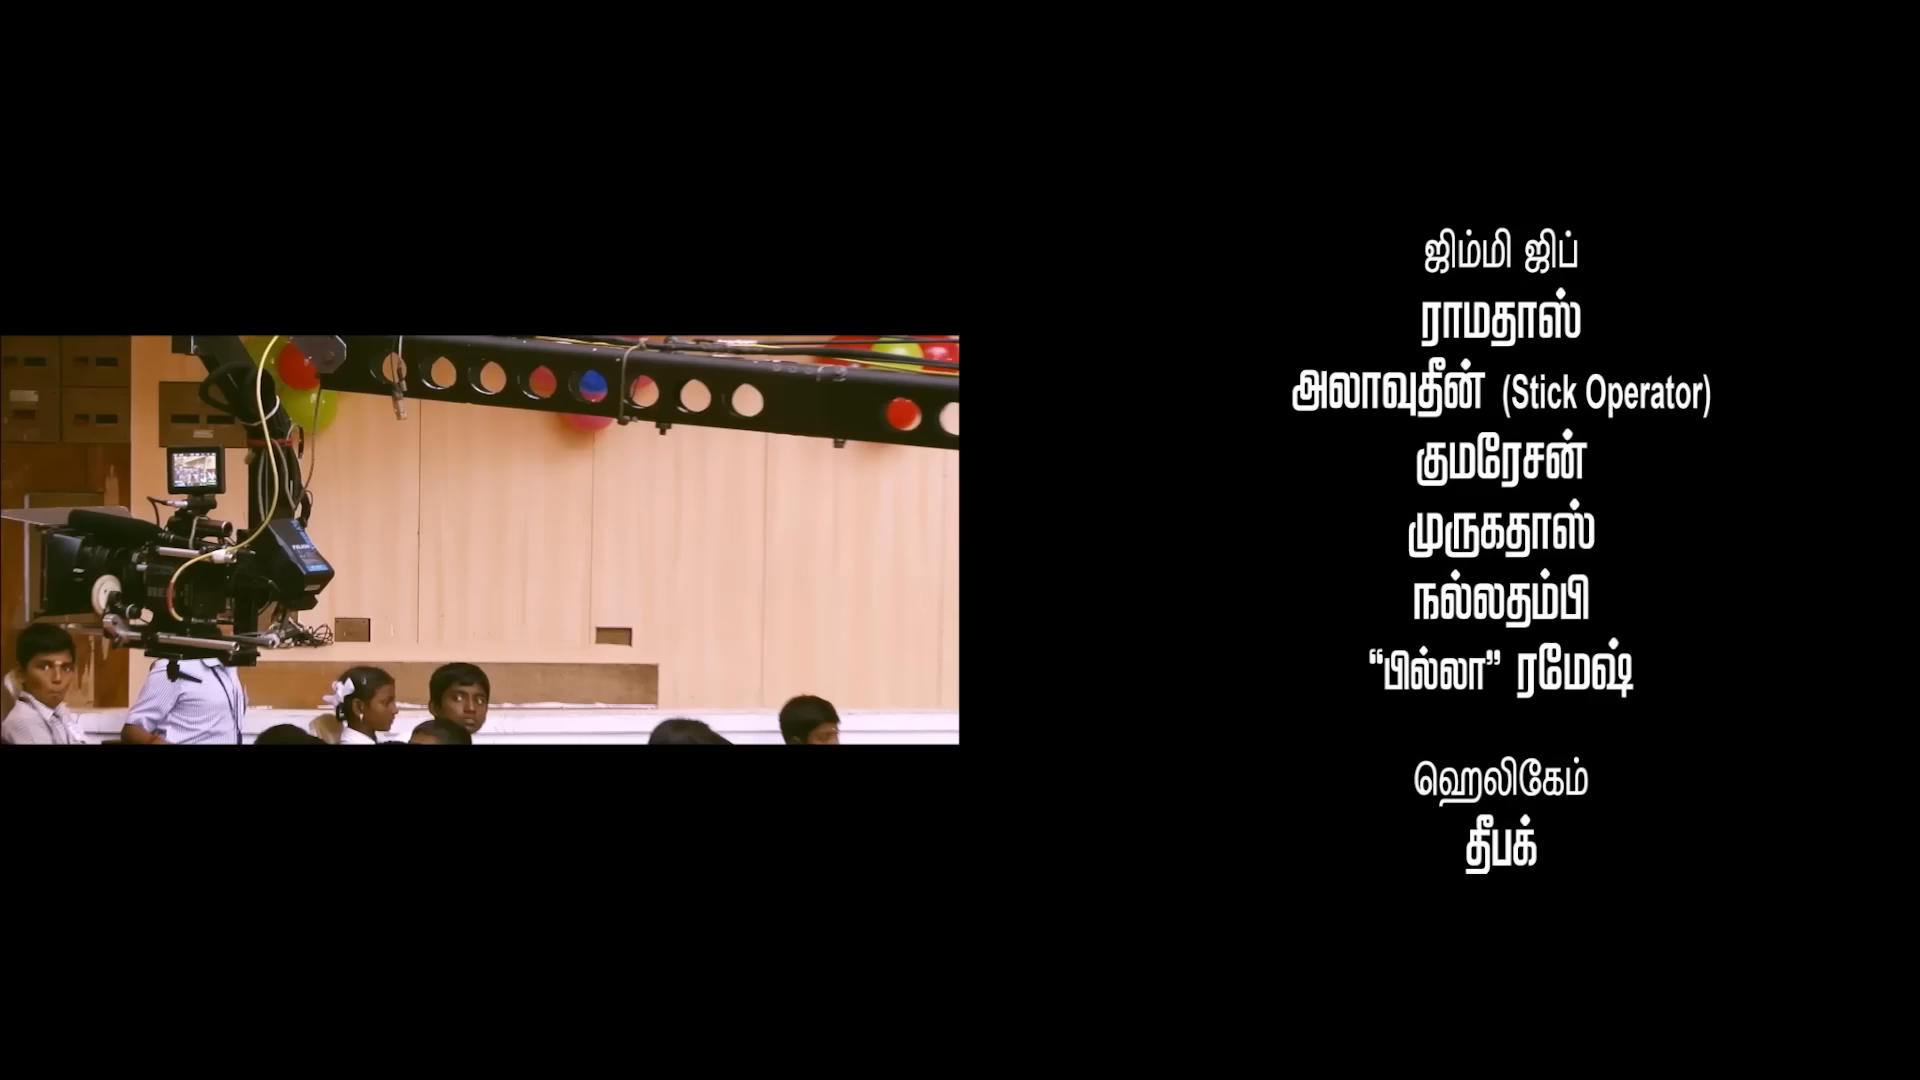 ஜிம்மி ஜிப்
ராமதாஸ்
அலாவுதீன் (Stick Operator)
குமரேசன்
முருகதாஸ்
நல்லதம்பி
“பில்லா” ரமேஷ்
ஹெலிகேம்
தீபக்